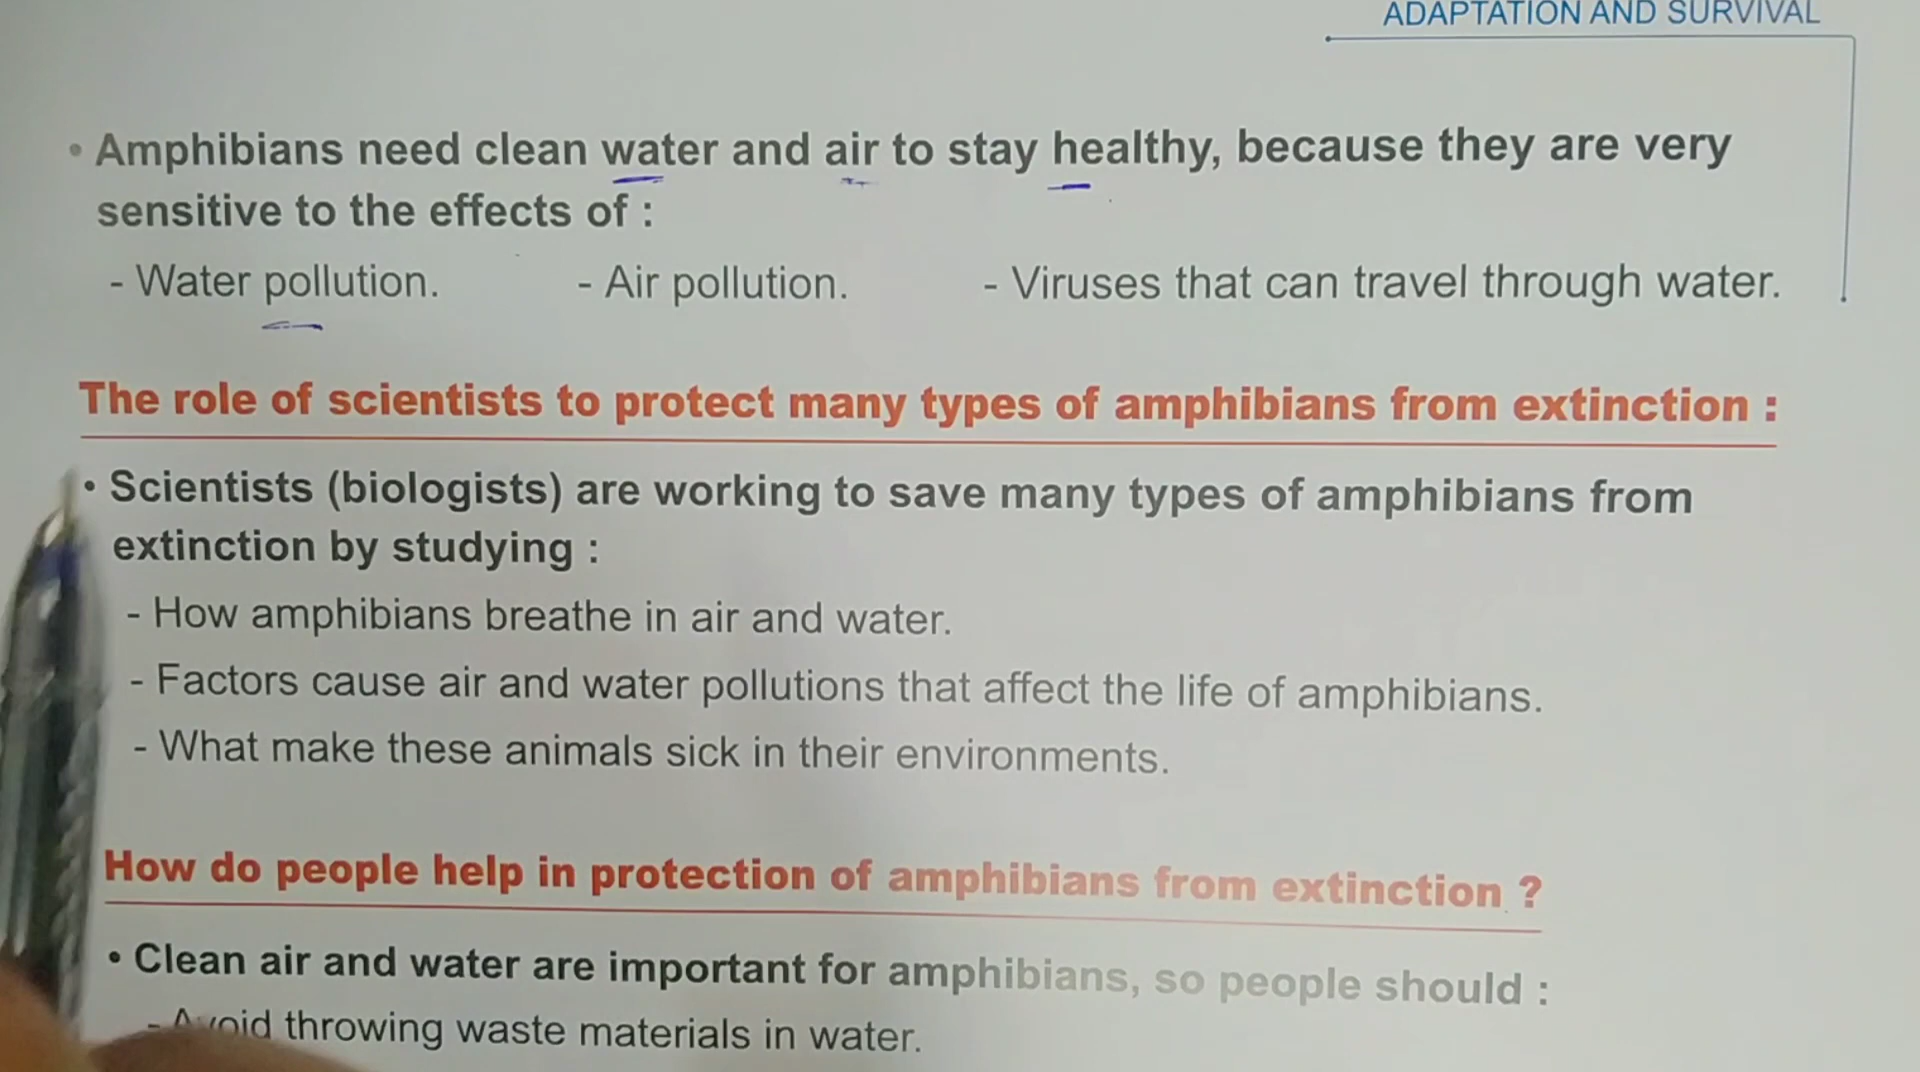 ADAPTATION AND SURVIVAL
• Amphibians need clean water and air to stay healthy, because they are very
sensitive to the effects of :
- Water pollution. - Air pollution. - Viruses that can travel through water.
The role of scientists to protect many types of amphibians from extinction :
• Scientists (biologists) are working to save many types of amphibians from
extinction by studying :
- How amphibians breathe in air and water.
- Factors cause air and water pollutions that affect the life of amphibians.
- What make these animals sick in their environments.
How do people help in protection of amphibians from extinction ?
• Clean air and water are important for amphibians, so people should :
- Avoid throwing waste materials in water.